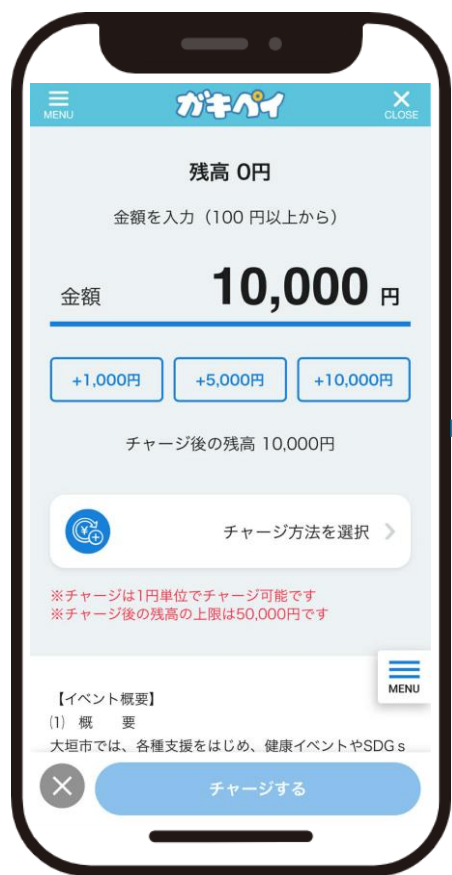 MENU
ガキペイ
CLOSE
残高 0円
金額を入力（100 円以上から）
金額 10,000 円
+1,000円 +5,000円 +10,000円
チャージ後の残高 10,000円
チャージ方法を選択
※チャージは1円単位でチャージ可能です
※チャージ後の残高の上限は50,000円です
MENU
【イベント概要】
⑴ 概　要
大垣市では、各種支援をはじめ、健康イベントやSDGｓ
チャージする